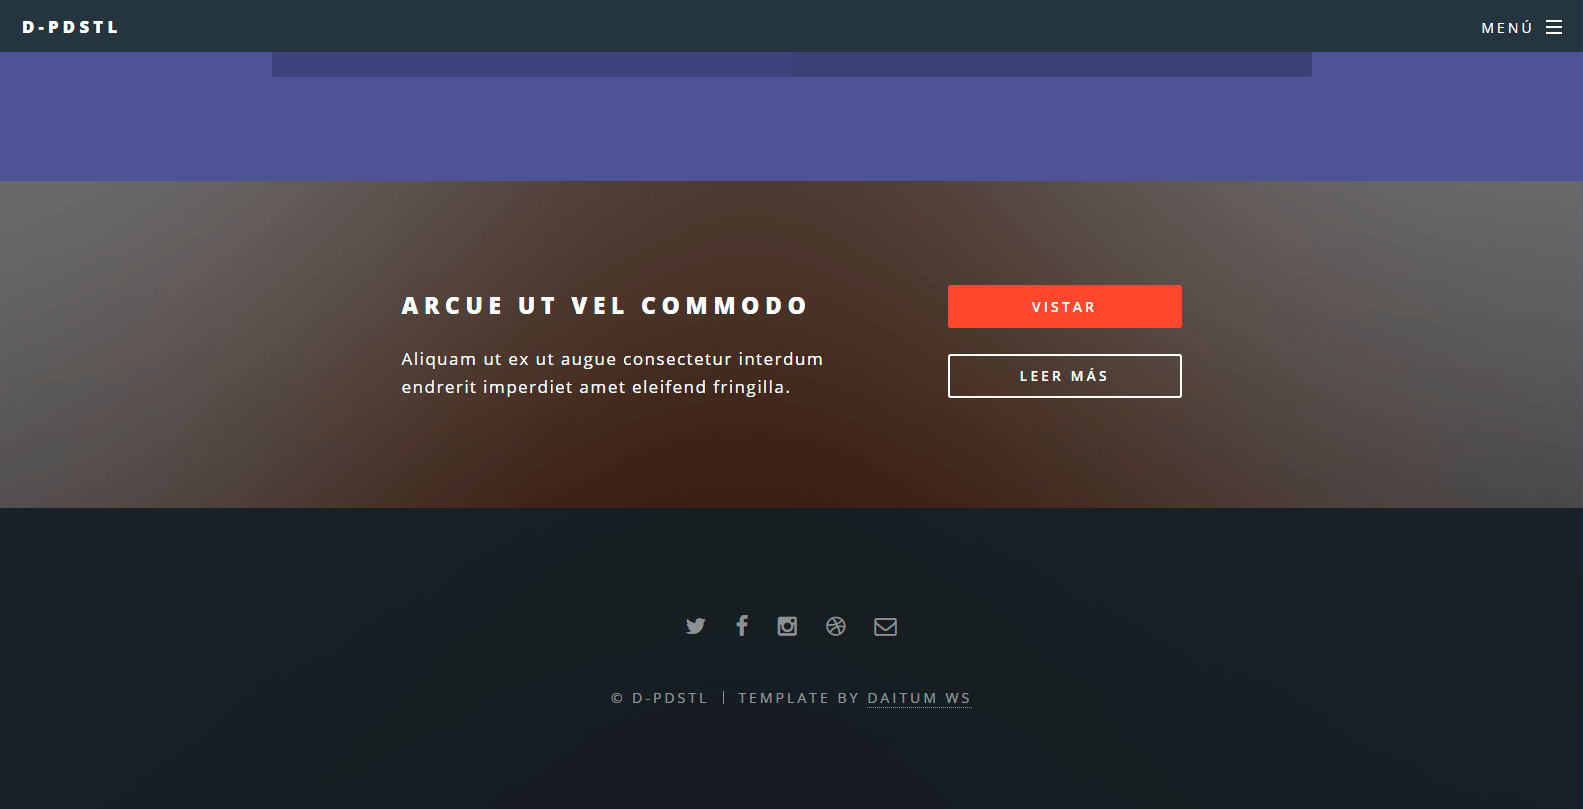 D-PDSTL
MENÚ
ARCUE UT VEL COMMODO
Aliquam ut ex ut augue consectetur interdum
endrerit imperdiet amet eleifend fringilla.
VISTAR
LEER MÁS
© D-PDSTL | TEMPLATE BY DAITUM WS